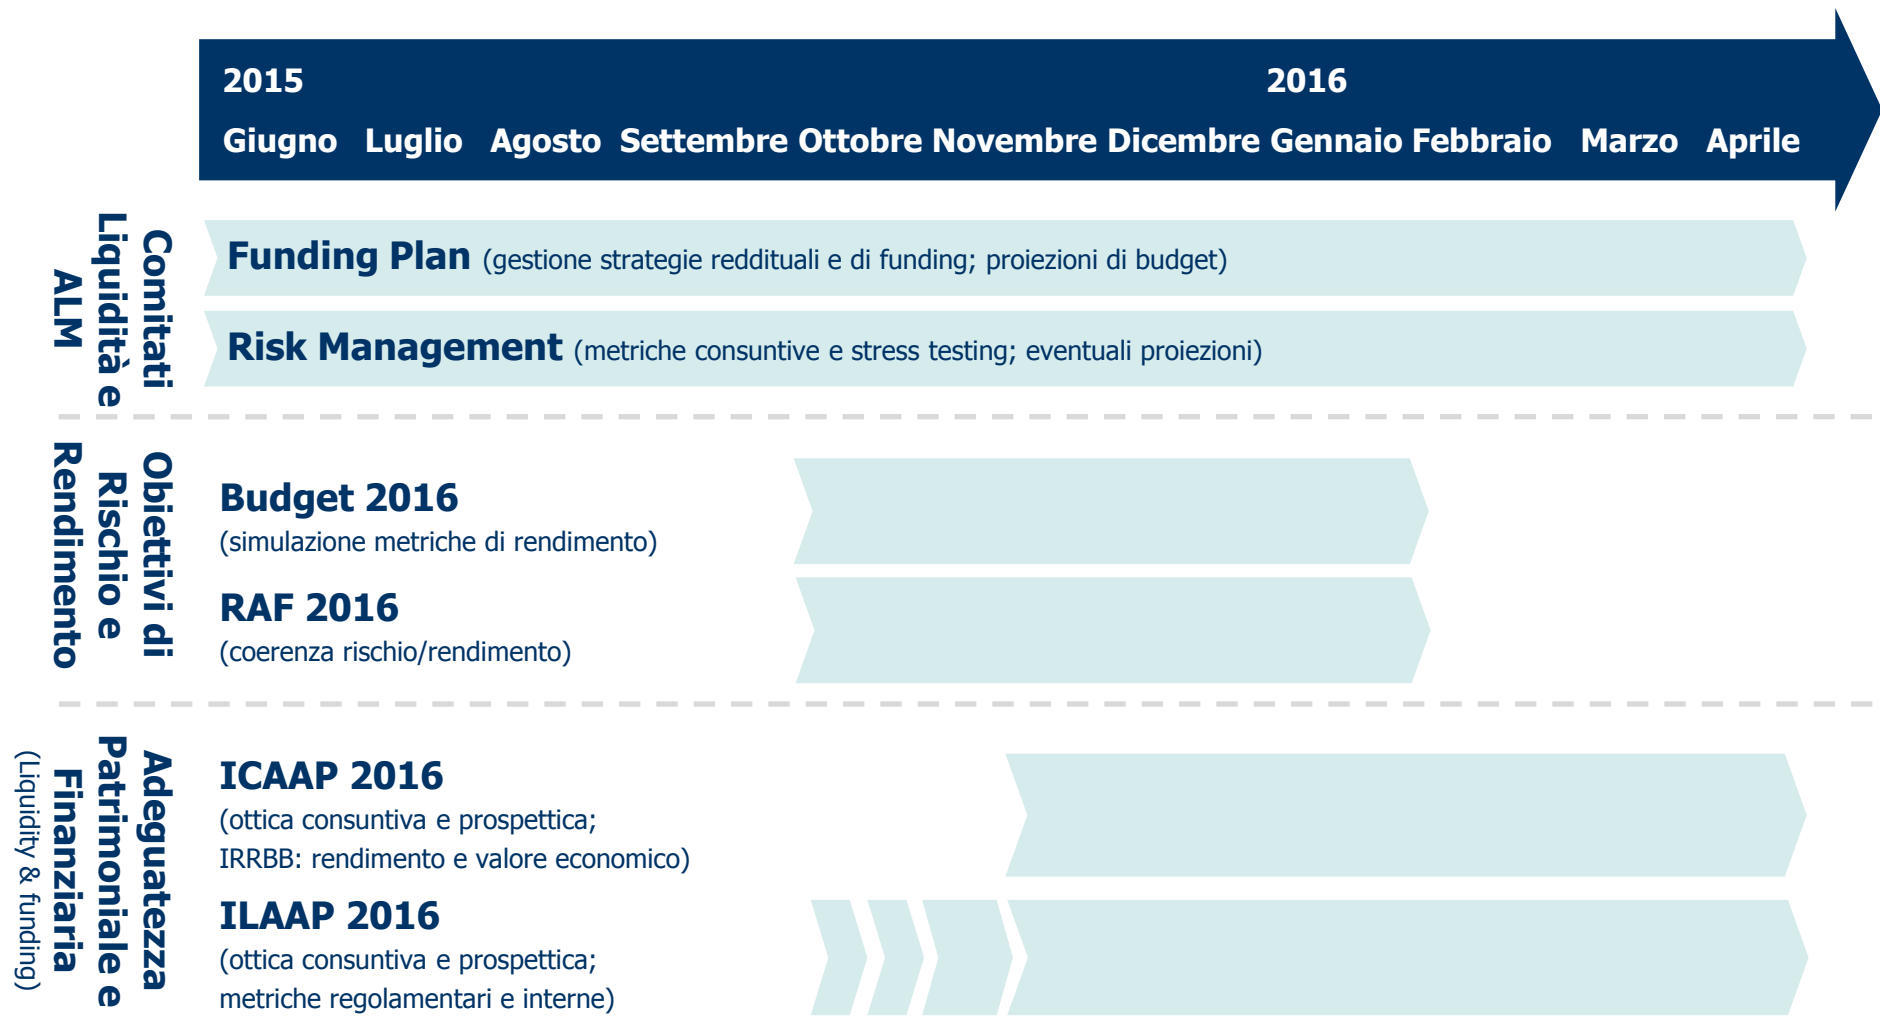 2015 2016
Giugno Luglio Agosto Settembre Ottobre Novembre Dicembre Gennaio Febbraio Marzo Aprile
Comitati
Liquidità e
ALM
Funding Plan (gestione strategie reddituali e di funding; proiezioni di budget)
Risk Management (metriche consuntive e stress testing; eventuali proiezioni)
Obiettivi di
Rischio e
Rendimento
Budget 2016
(simulazione metriche di rendimento)
RAF 2016
(coerenza rischio/rendimento)
Adeguatezza
Patrimoniale e
Finanziaria
(Liquidity & funding)
ICAAP 2016
(ottica consuntiva e prospettica;
IRRBB: rendimento e valore economico)
ILAAP 2016
(ottica consuntiva e prospettica;
metriche regolamentari e interne)